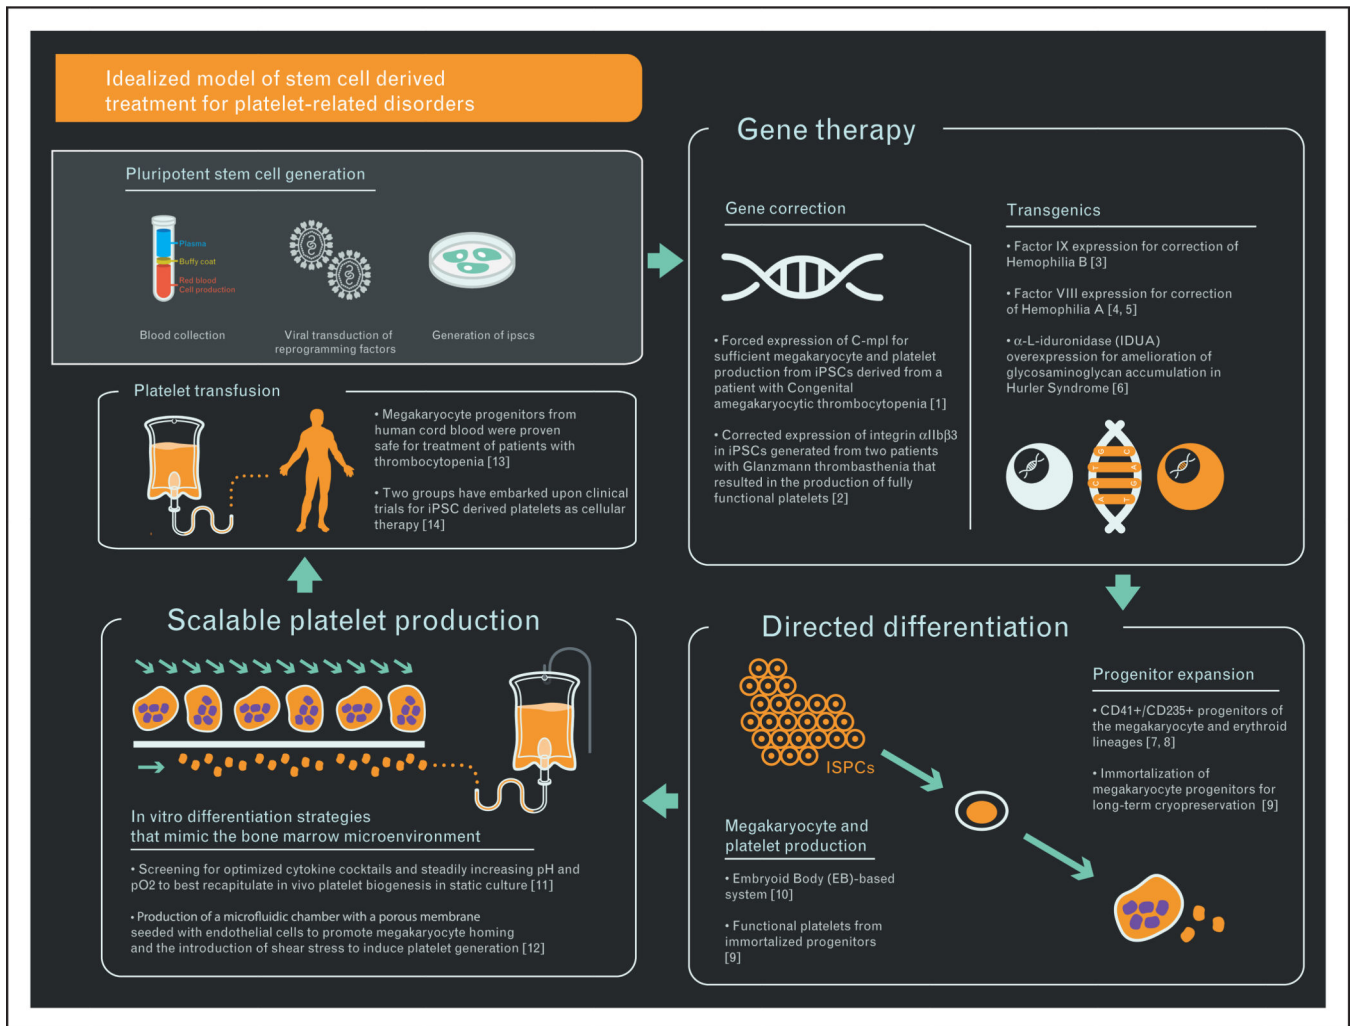 Idealized model of stem cell derived
treatment for platelet-related disorders
Pluripotent stem cell generation
Plasma
Buffy coat
Red blood
Cell production
Blood collection
Viral transduction of
reprogramming factors
Generation of ipscs
Gene therapy
Gene correction
• Forced expression of C-mpl for
sufficient megakaryocyte and platelet
production from iPSCs derived from a
patient with Congenital
amegakaryocytic thrombocytopenia [1]
• Corrected expression of integrin αIIbβ3
in iPSCs generated from two patients
with Glanzmann thrombasthenia that
resulted in the production of fully
functional platelets [2]
Transgenics
• Factor IX expression for correction of
Hemophilia B [3]
• Factor VIII expression for correction
of Hemophilia A [4, 5]
• α-L-iduronidase (IDUA)
overexpression for amelioration of
glycosaminoglycan accumulation in
Hurler Syndrome [6]
G C
T A
C G
A T
Directed differentiation
ISPCs
Progenitor expansion
• CD41+/CD235+ progenitors of
the megakaryocyte and erythroid
lineages [7, 8]
• Immortalization of
megakaryocyte progenitors for
long-term cryopreservation [9]
Megakaryocyte and
platelet production
• Embryoid Body (EB)-based
system [10]
• Functional platelets from
immortalized progenitors
[9]
Scalable platelet production
In vitro differentiation strategies
that mimic the bone marrow microenvironment
• Screening for optimized cytokine cocktails and steadily increasing pH and
pO2 to best recapitulate in vivo platelet biogenesis in static culture [11]
• Production of a microfluidic chamber with a porous membrane
seeded with endothelial cells to promote megakaryocyte homing
and the introduction of shear stress to induce platelet generation [12]
Platelet transfusion
• Megakaryocyte progenitors from
human cord blood were proven
safe for treatment of patients with
thrombocytopenia [13]
• Two groups have embarked upon clinical
trials for iPSC derived platelets as cellular
therapy [14]